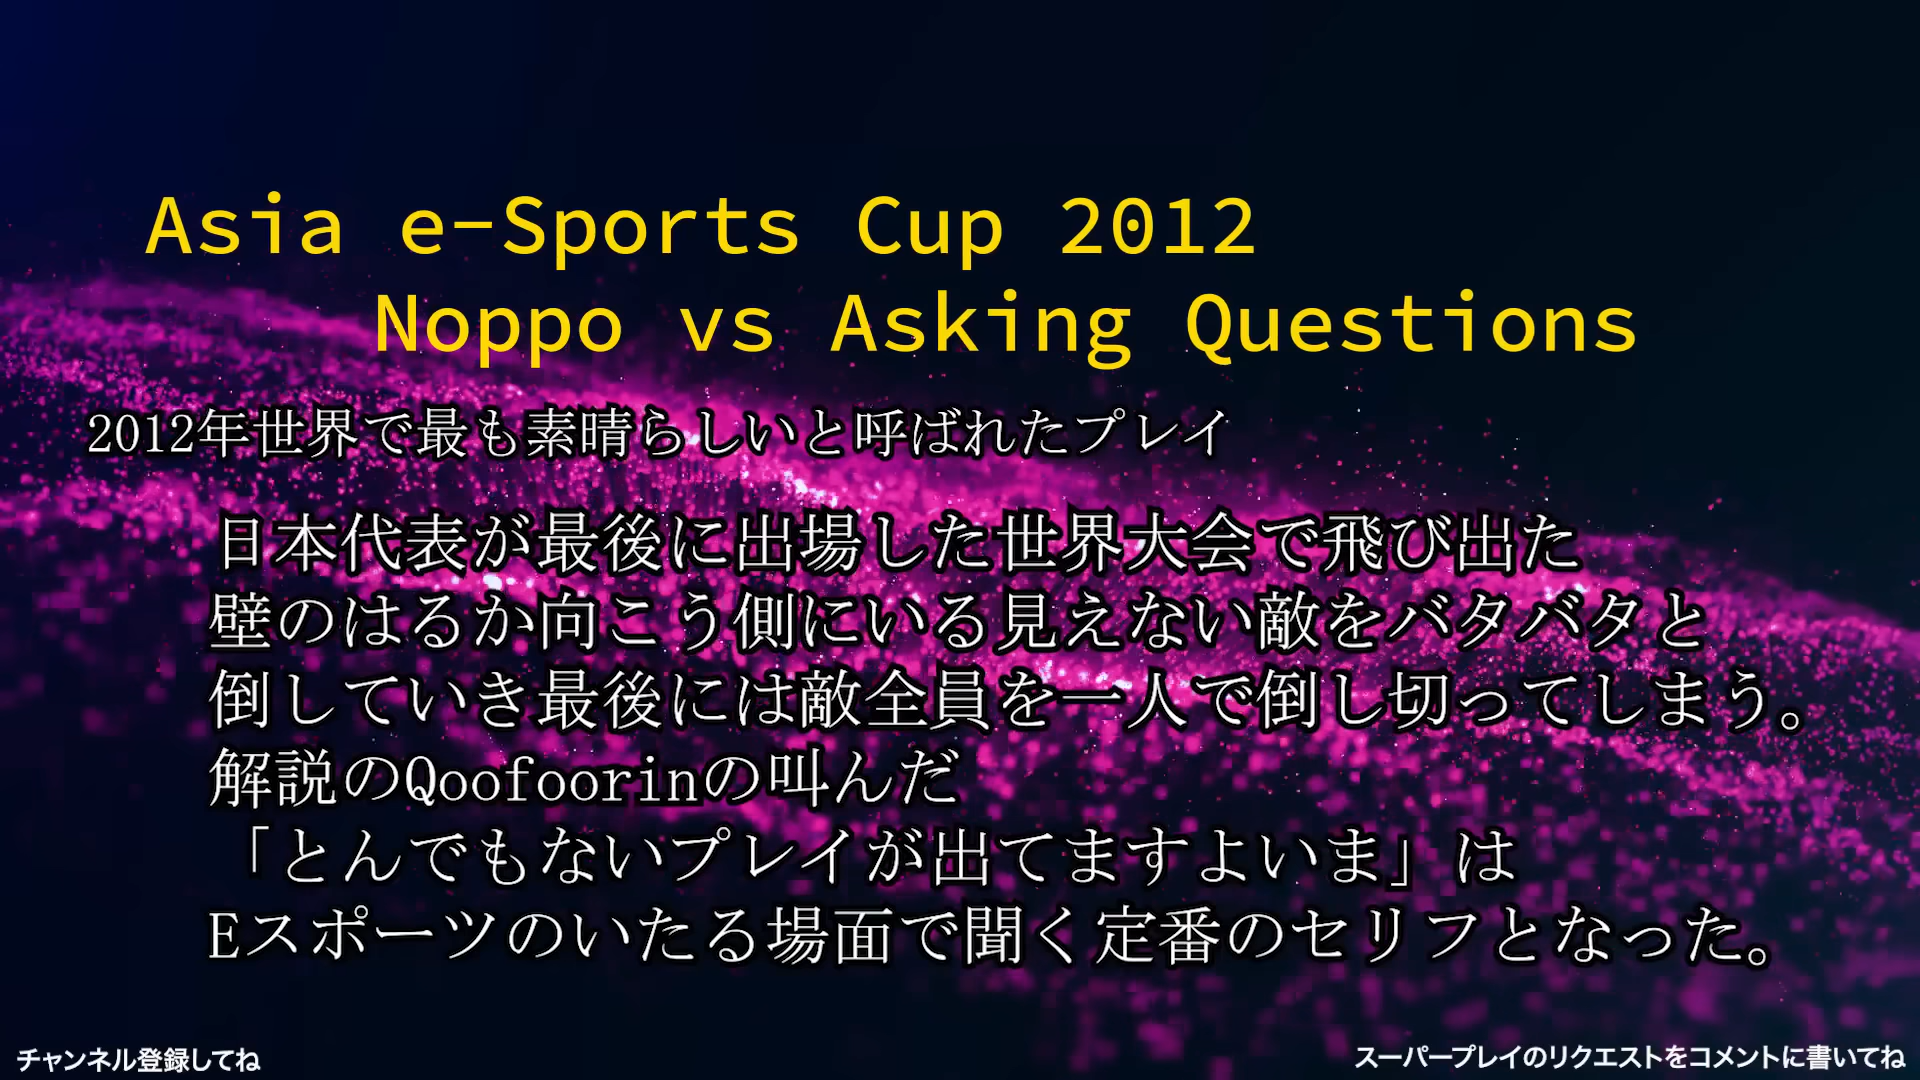 Asia e-Sports Cup 2012
Noppo vs Asking Questions
2012年世界で最も素晴らしいと呼ばれたプレイ
日本代表が最後に出場した世界大会で飛び出た
壁のはるか向こう側にいる見えない敵をバタバタと
倒していき最後には敵全員を一人で倒し切ってしまう。
解説のQoofoorinの叫んだ
「とんでもないプレイが出てますよいま」は
Eスポーツのいたる場面で聞く定番のセリフとなった。
チャンネル登録してね
スーパープレイのリクエストをコメントに書いてね